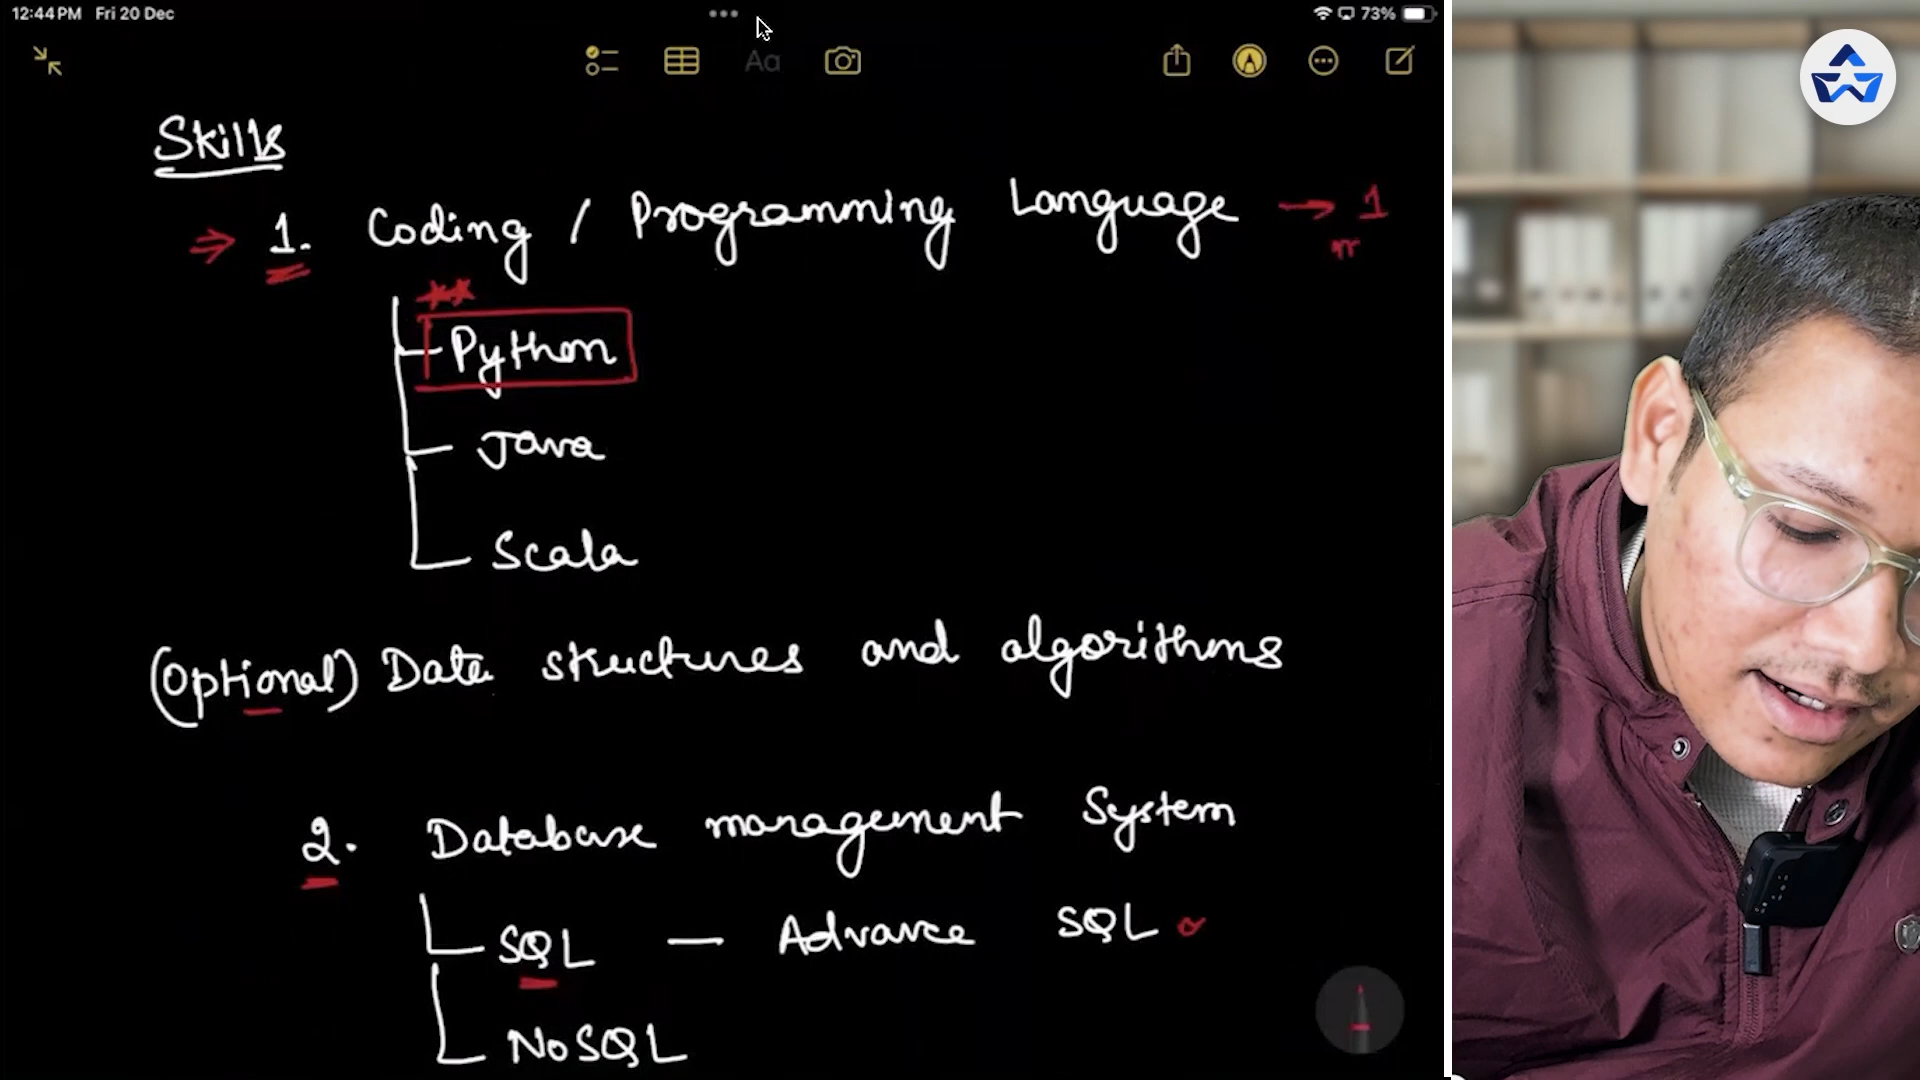 12:44 PM Fri 20 Dec
73%
Aa
Skills
⇒ 1. Coding / Programming Language → 1
Python
Java
Scala
(Optional) Data structures and algorithms
2. Database management System
SQL — Advance SQL
NoSQL